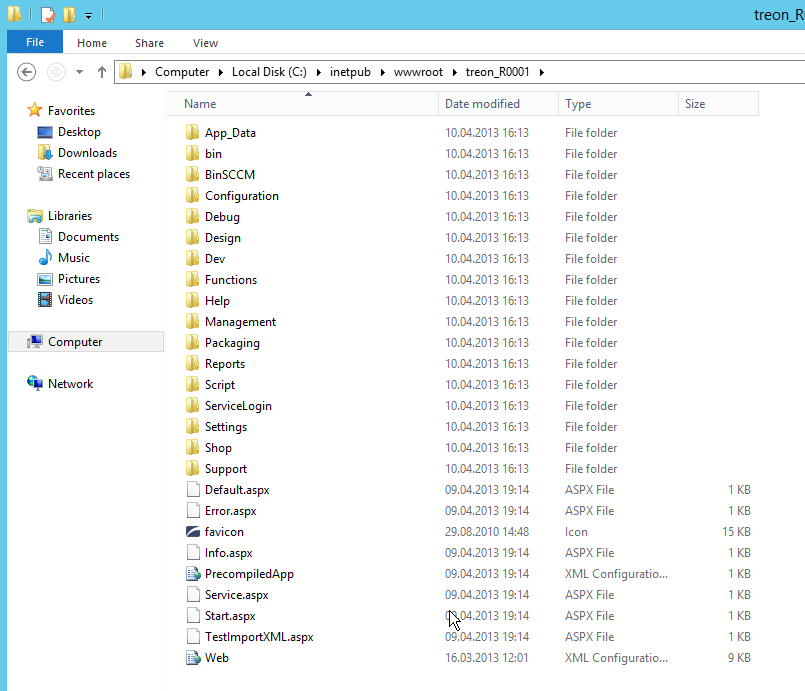 treon_R0
File Home Share View
Computer Local Disk (C:) inetpub wwwroot treon_R0001
Favorites
Desktop
Downloads
Recent places
Libraries
Documents
Music
Pictures
Videos
Computer
Network
Name Date modified Type Size
App_Data 10.04.2013 16:13 File folder
bin 10.04.2013 16:13 File folder
BinSCCM 10.04.2013 16:13 File folder
Configuration 10.04.2013 16:13 File folder
Debug 10.04.2013 16:13 File folder
Design 10.04.2013 16:13 File folder
Dev 10.04.2013 16:13 File folder
Functions 10.04.2013 16:13 File folder
Help 10.04.2013 16:13 File folder
Management 10.04.2013 16:13 File folder
Packaging 10.04.2013 16:13 File folder
Reports 10.04.2013 16:13 File folder
Script 10.04.2013 16:13 File folder
ServiceLogin 10.04.2013 16:13 File folder
Settings 10.04.2013 16:13 File folder
Shop 10.04.2013 16:13 File folder
Support 10.04.2013 16:13 File folder
Default.aspx 09.04.2013 19:14 ASPX File 1 KB
Error.aspx 09.04.2013 19:14 ASPX File 1 KB
favicon 29.08.2010 14:48 Icon 15 KB
Info.aspx 09.04.2013 19:14 ASPX File 1 KB
PrecompiledApp 09.04.2013 19:14 XML Configuratio... 1 KB
Service.aspx 09.04.2013 19:14 ASPX File 1 KB
Start.aspx 09.04.2013 19:14 ASPX File 1 KB
TestImportXML.aspx 09.04.2013 19:14 ASPX File 1 KB
Web 16.03.2013 12:01 XML Configuratio... 9 KB